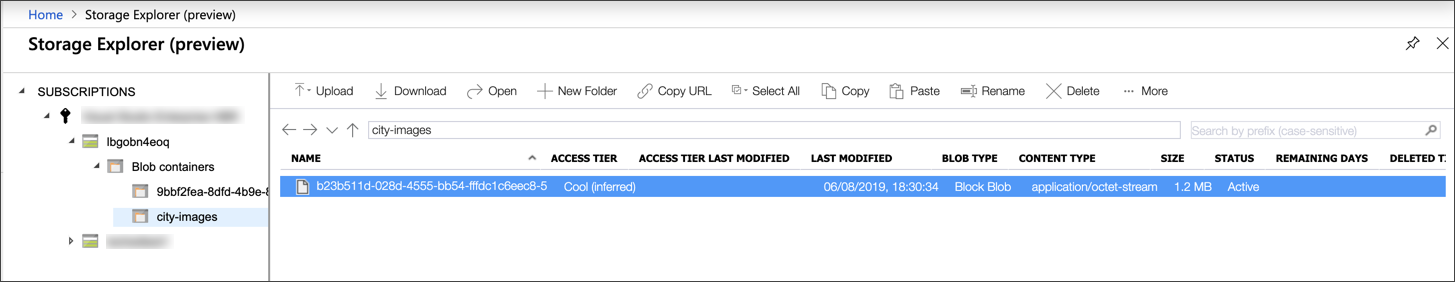 Home > Storage Explorer (preview)
Storage Explorer (preview)
SUBSCRIPTIONS
lbgobn4eoq
Blob containers
9bbf2fea-8dfd-4b9e-8
city-images
Upload Download Open New Folder Copy URL Select All Copy Paste Rename Delete ... More
city-images Search by prefix (case-sensitive)
NAME ACCESS TIER ACCESS TIER LAST MODIFIED LAST MODIFIED BLOB TYPE CONTENT TYPE SIZE STATUS REMAINING DAYS DELETED T
b23b511d-028d-4555-bb54-fffdc1c6eec8-5 Cool (inferred) 06/08/2019, 18:30:34 Block Blob application/octet-stream 1.2 MB Active